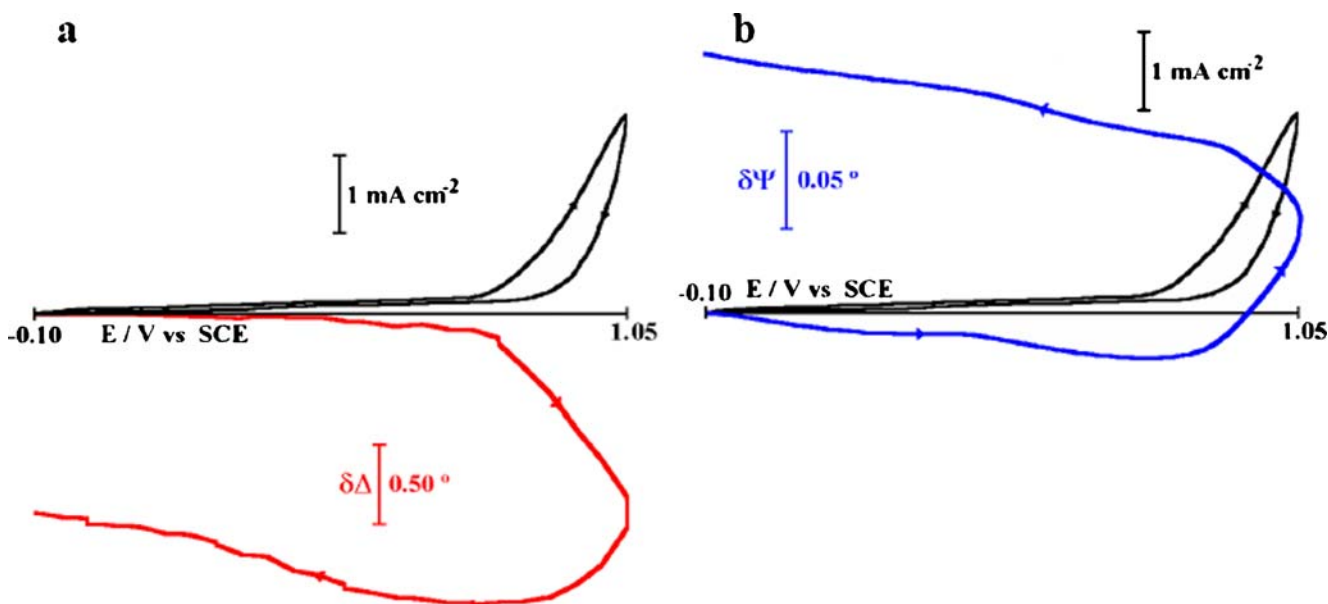 a
1 mA cm-2
-0.10 E / V vs SCE 1.05
δΔ 0.50 º
b
1 mA cm-2
δΨ 0.05 º
-0.10 E / V vs SCE 1.05